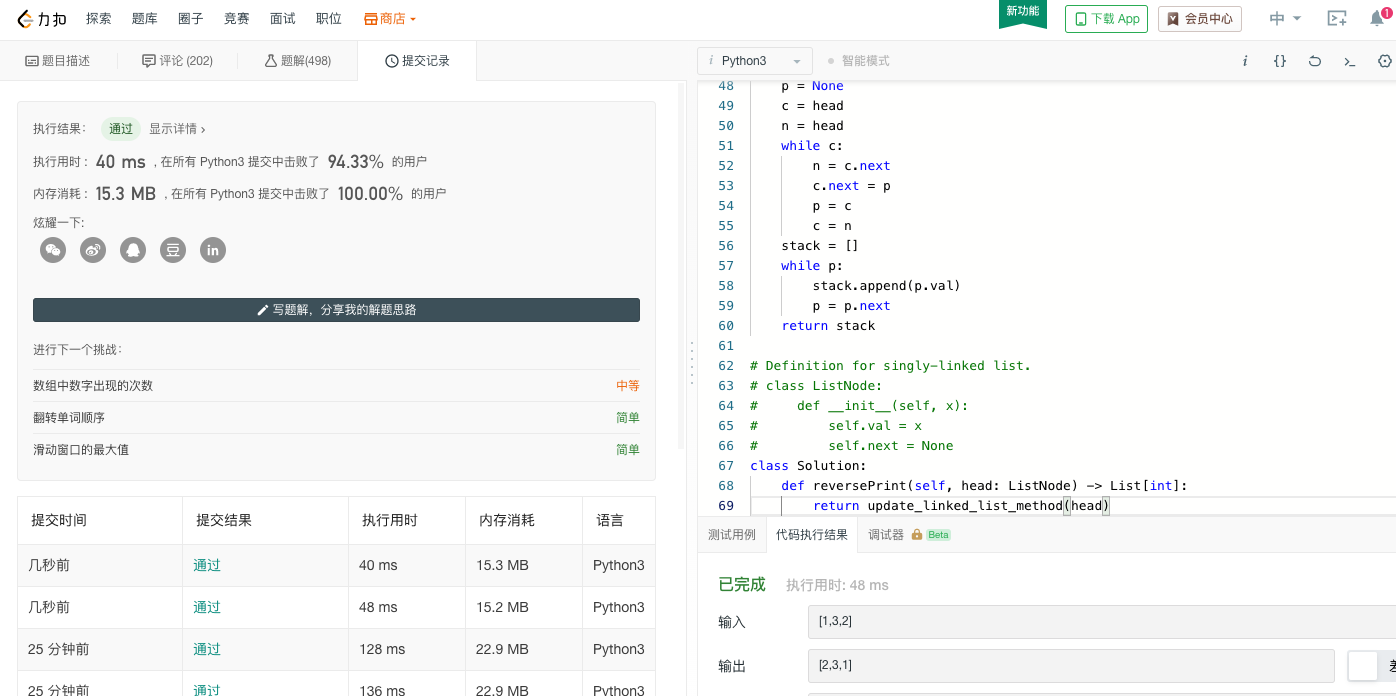 力扣 探索 题库 圈子 竞赛 面试 职位 商店 新功能 下载 App 会员中心 中 1
题目描述 评论 (202) 题解(498) 提交记录
执行结果： 通过 显示详情 ›
执行用时 : 40 ms , 在所有 Python3 提交中击败了 94.33% 的用户
内存消耗 : 15.3 MB , 在所有 Python3 提交中击败了 100.00% 的用户
炫耀一下:
豆 in
写题解，分享我的解题思路
进行下一个挑战：
数组中数字出现的次数 中等
翻转单词顺序 简单
滑动窗口的最大值 简单
提交时间 提交结果 执行用时 内存消耗 语言
几秒前 通过 40 ms 15.3 MB Python3
几秒前 通过 48 ms 15.2 MB Python3
25 分钟前 通过 128 ms 22.9 MB Python3
25 分钟前 通过 136 ms 22.9 MB Python3
i Python3 智能模式 i {} >_
48 p = None
49 c = head
50 n = head
51 while c:
52 n = c.next
53 c.next = p
54 p = c
55 c = n
56 stack = []
57 while p:
58 stack.append(p.val)
59 p = p.next
60 return stack
61
62 # Definition for singly-linked list.
63 # class ListNode:
64 #     def __init__(self, x):
65 #         self.val = x
66 #         self.next = None
67 class Solution:
68 def reversePrint(self, head: ListNode) -> List[int]:
69 return update_linked_list_method(head)
测试用例 代码执行结果 调试器 Beta
已完成 执行用时: 48 ms
输入 [1,3,2]
输出 [2,3,1]